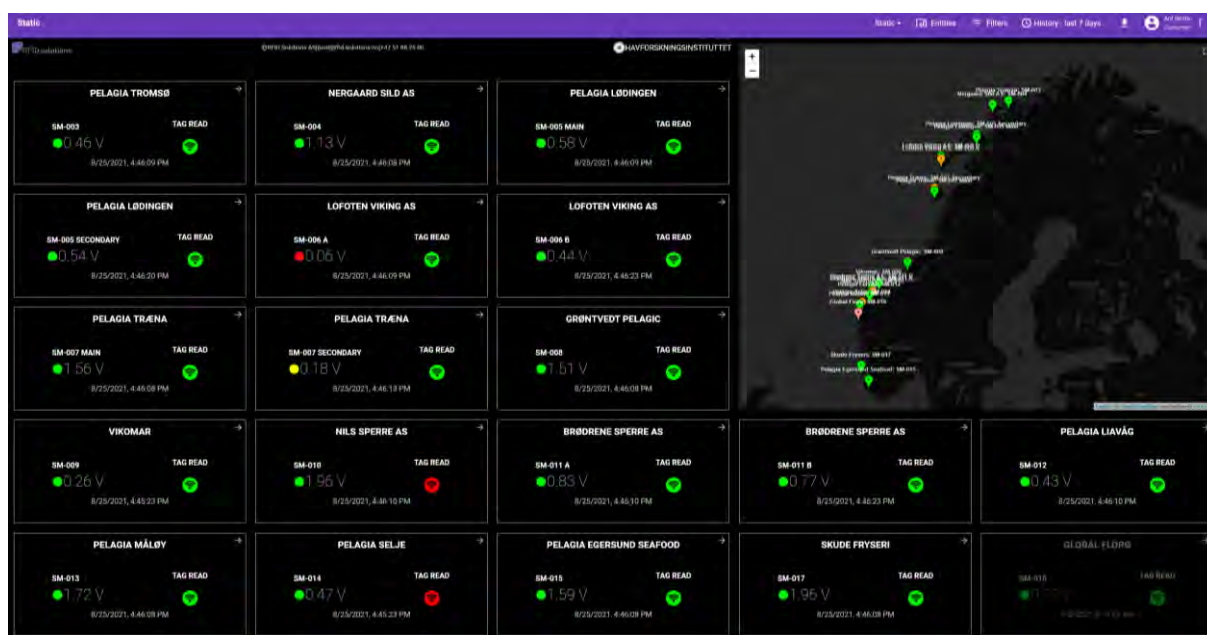 Static
Static
Entities
Filters
History - last 7 days
HAVFORSKNINGSINSTITUTTET
PELAGIA TROMSØ
SM-003
TAG READ
0.46 V
8/25/2021, 4:46:09 PM
NERGAARD SILD AS
SM-004
TAG READ
1.13 V
8/25/2021, 4:46:08 PM
PELAGIA LØDINGEN
SM-005 MAIN
TAG READ
0.58 V
8/25/2021, 4:46:09 PM
PELAGIA LØDINGEN
SM-005 SECONDARY
TAG READ
0.54 V
8/25/2021, 4:46:20 PM
LOFOTEN VIKING AS
SM-006 A
TAG READ
0.06 V
8/25/2021, 4:46:09 PM
LOFOTEN VIKING AS
SM-006 B
TAG READ
0.44 V
8/25/2021, 4:46:23 PM
PELAGIA TRÆNA
SM-007 MAIN
TAG READ
1.56 V
8/25/2021, 4:46:08 PM
PELAGIA TRÆNA
SM-007 SECONDARY
TAG READ
0.18 V
8/25/2021, 4:46:13 PM
GRØNTVEDT PELAGIC
SM-008
TAG READ
1.51 V
8/25/2021, 4:46:08 PM
VIKOMAR
SM-009
TAG READ
0.26 V
8/25/2021, 4:45:23 PM
NILS SPERRE AS
SM-010
TAG READ
1.96 V
8/25/2021, 4:46:10 PM
BRØDRENE SPERRE AS
SM-011 A
TAG READ
0.83 V
8/25/2021, 4:46:10 PM
BRØDRENE SPERRE AS
SM-011 B
TAG READ
0.77 V
8/25/2021, 4:46:23 PM
PELAGIA LIAVÅG
SM-012
TAG READ
0.43 V
8/25/2021, 4:46:10 PM
PELAGIA MÅLØY
SM-013
TAG READ
1.72 V
8/25/2021, 4:46:08 PM
PELAGIA SELJE
SM-014
TAG READ
0.47 V
8/25/2021, 4:45:23 PM
PELAGIA EGERSUND SEAFOOD
SM-015
TAG READ
1.59 V
8/25/2021, 4:46:08 PM
SKUDE FRYSERI
SM-017
TAG READ
1.96 V
8/25/2021, 4:46:08 PM
TAG READ